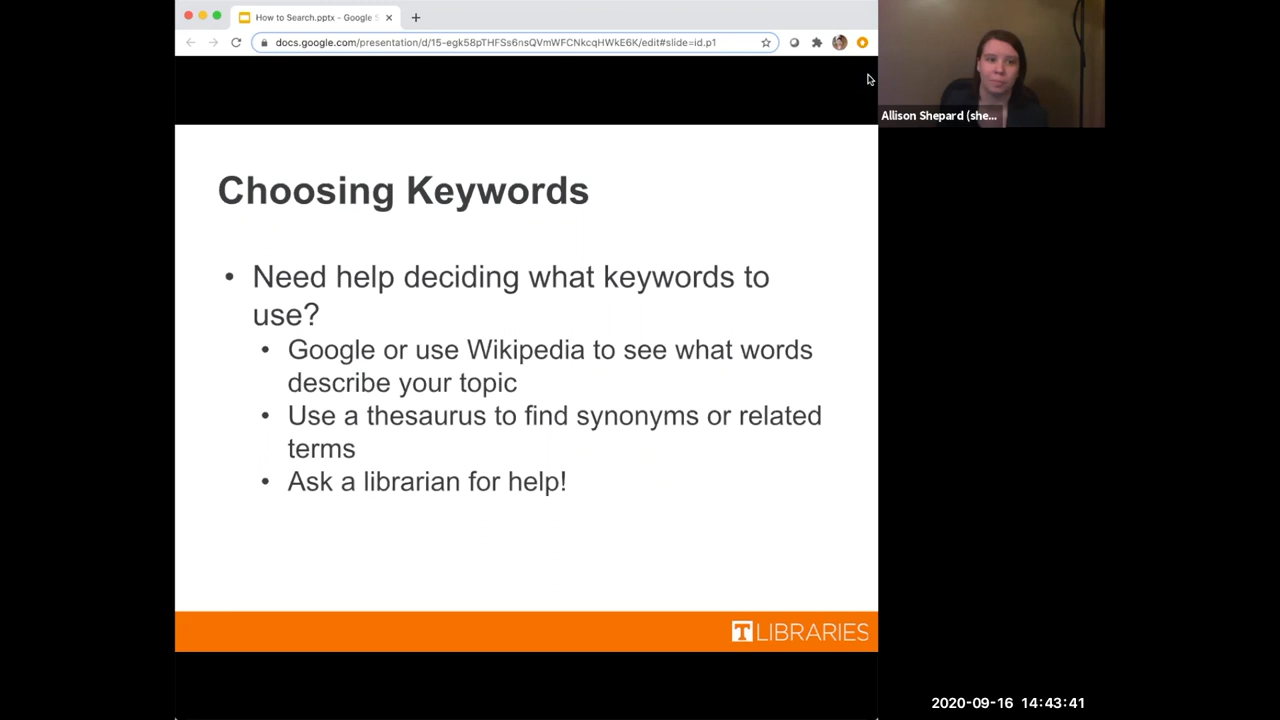 How to Search.pptx - Google S
docs.google.com/presentation/d/15-egk58pTHFSs6nsQVmWFCNkcqHWkE6K/edit#slide=id.p1
Allison Shepard (she...
Choosing Keywords
• Need help deciding what keywords to
use?
• Google or use Wikipedia to see what words
describe your topic
• Use a thesaurus to find synonyms or related
terms
• Ask a librarian for help!
T LIBRARIES
2020-09-16 14:43:41